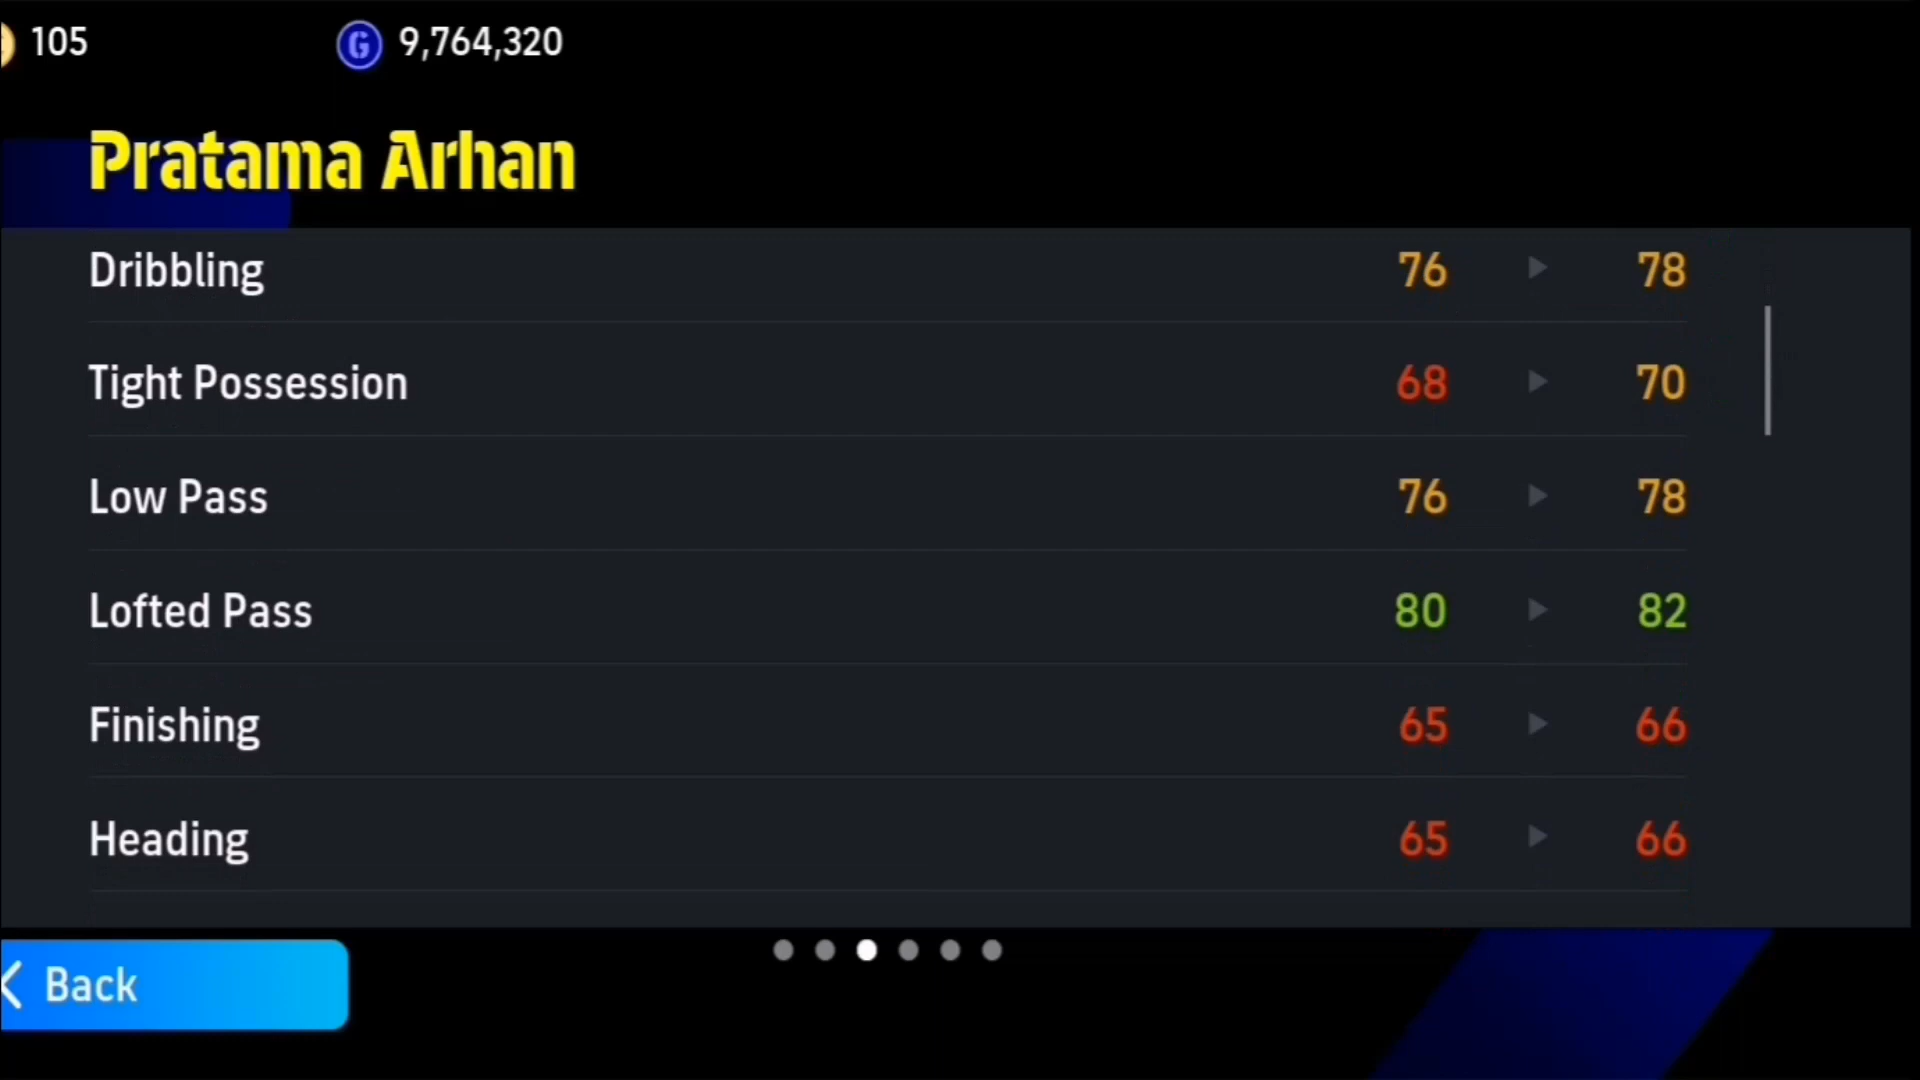 105 9,764,320
Pratama Arhan
Dribbling 76 78
Tight Possession 68 70
Low Pass 76 78
Lofted Pass 80 82
Finishing 65 66
Heading 65 66
Back